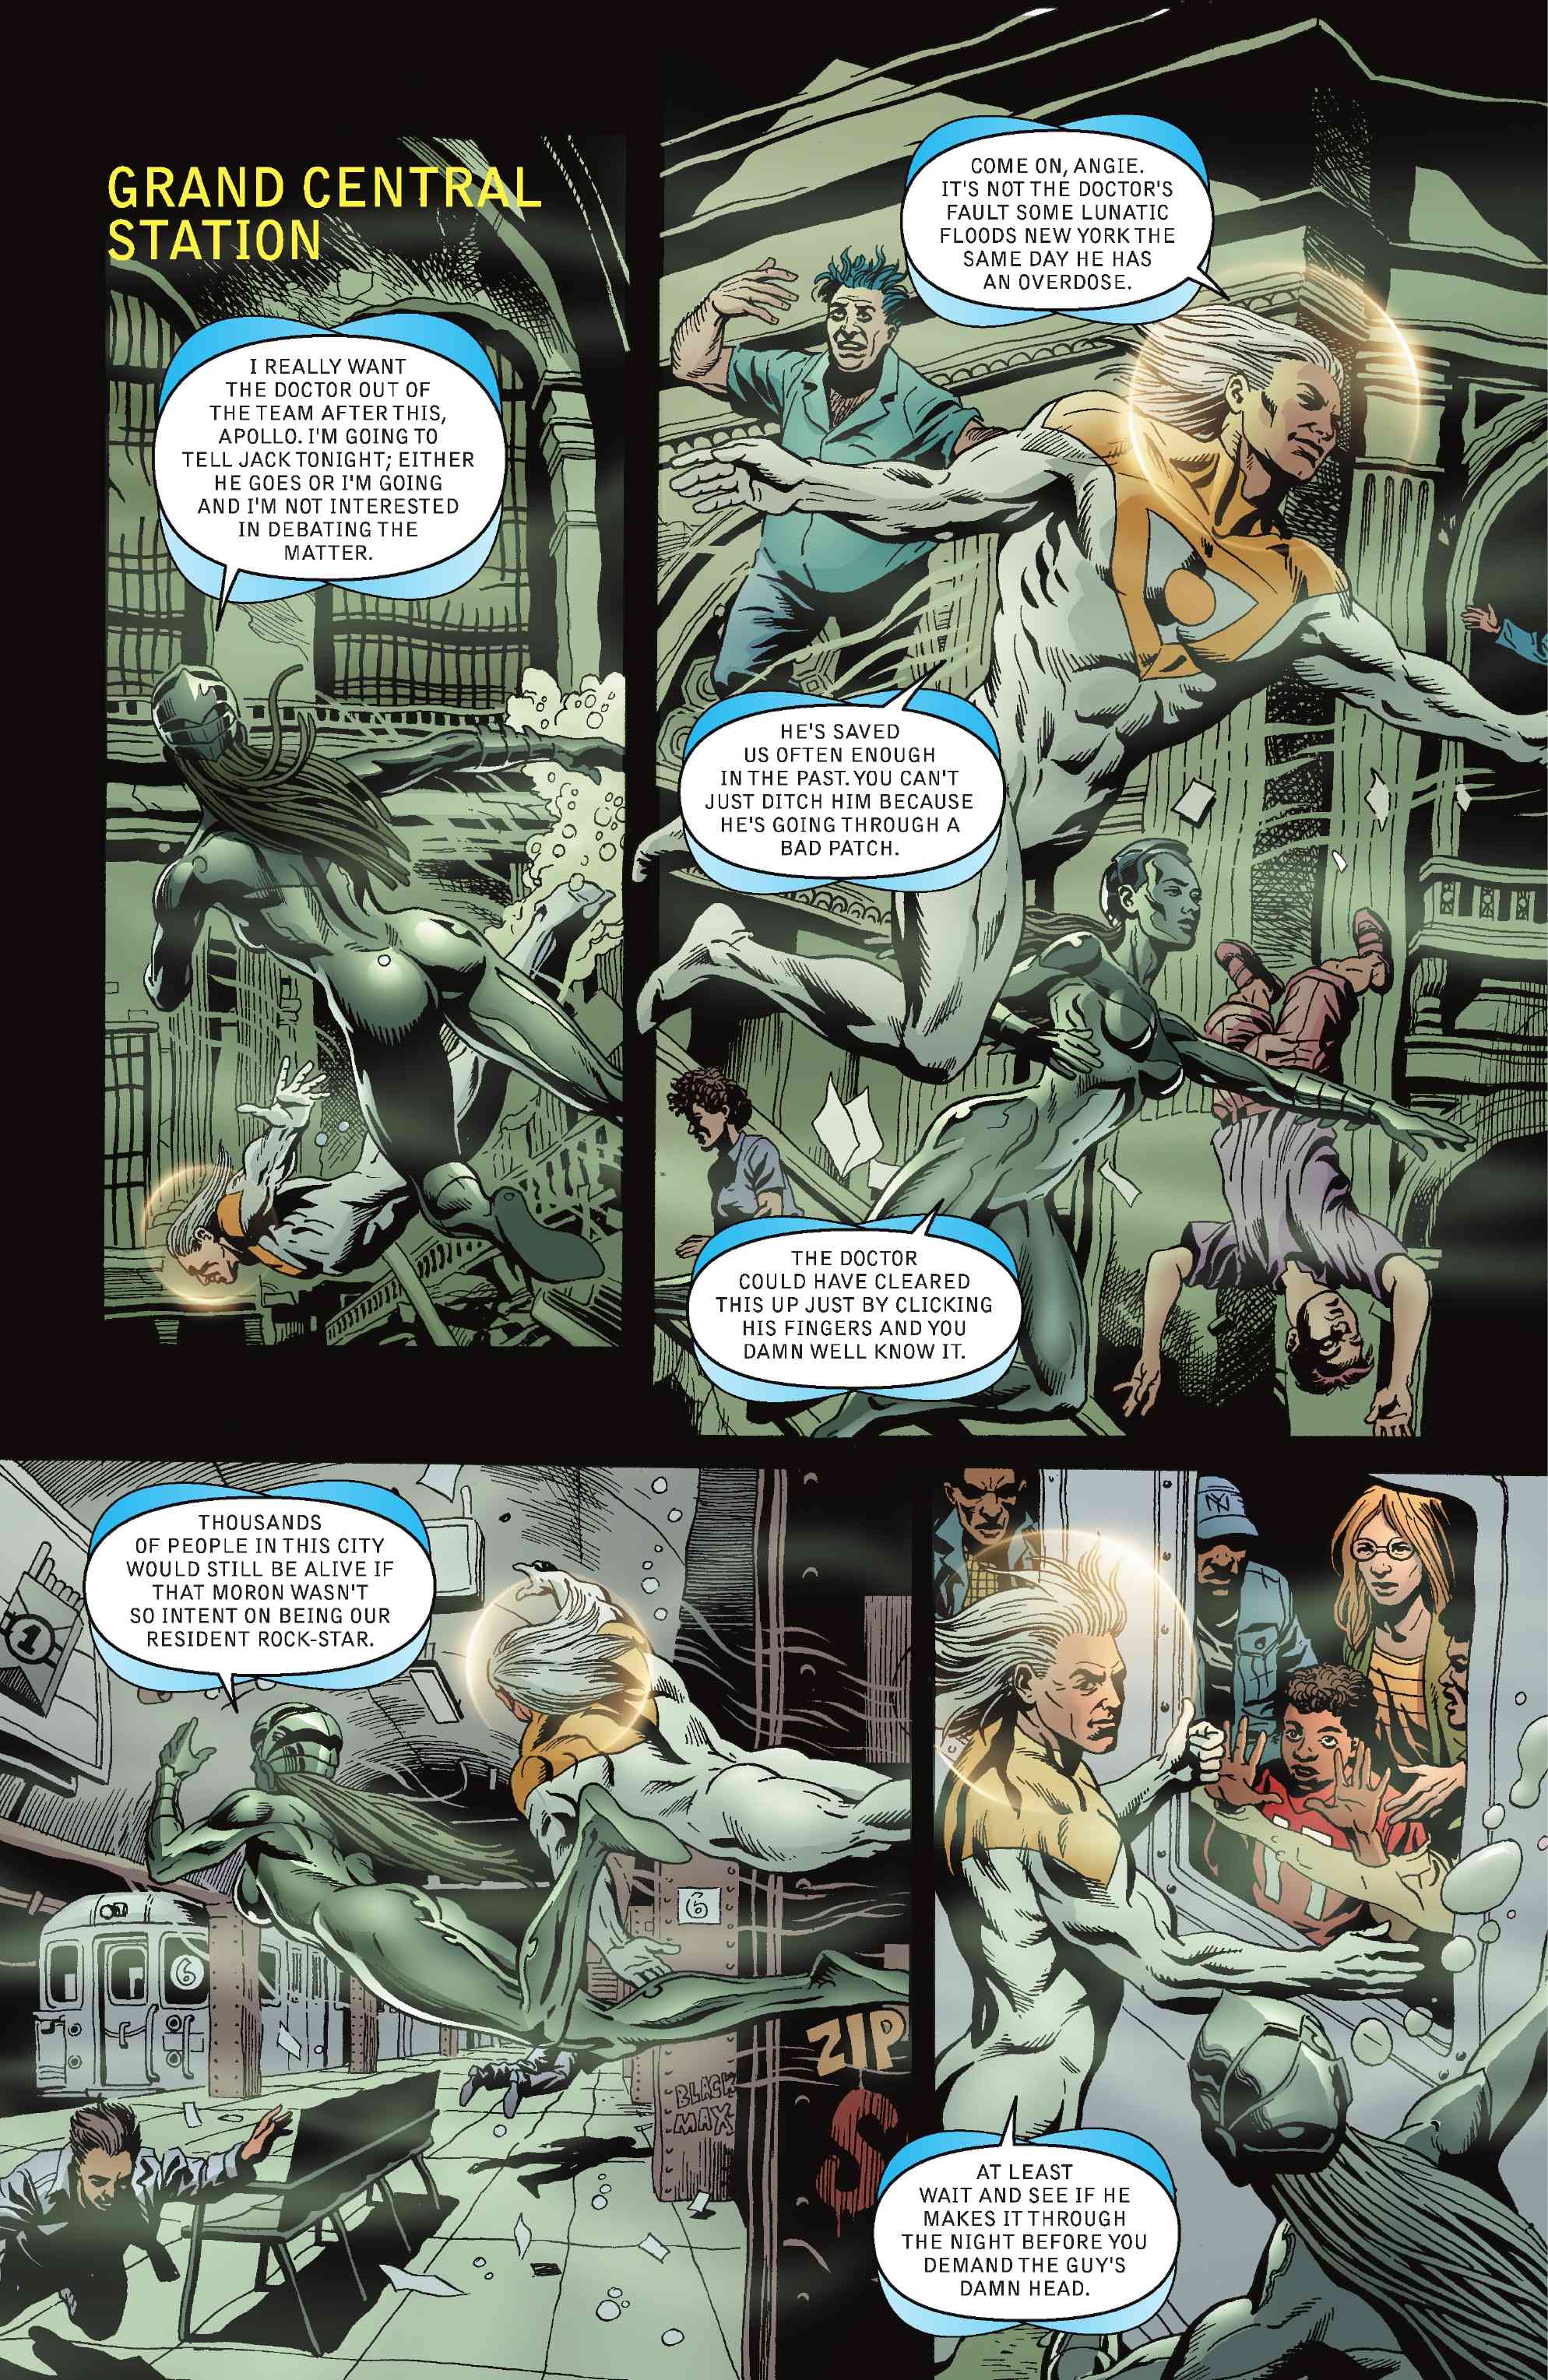 GRAND CENTRAL
STATION
I REALLY WANT
THE DOCTOR OUT OF
THE TEAM AFTER THIS,
APOLLO. I'M GOING TO
TELL JACK TONIGHT; EITHER
HE GOES OR I'M GOING
AND I'M NOT INTERESTED
IN DEBATING THE
MATTER.
COME ON, ANGIE.
IT'S NOT THE DOCTOR'S
FAULT SOME LUNATIC
FLOODS NEW YORK THE
SAME DAY HE HAS
AN OVERDOSE.
HE'S SAVED
US OFTEN ENOUGH
IN THE PAST. YOU CAN'T
JUST DITCH HIM BECAUSE
HE'S GOING THROUGH A
BAD PATCH.
THE DOCTOR
COULD HAVE CLEARED
THIS UP JUST BY CLICKING
HIS FINGERS AND YOU
DAMN WELL KNOW IT.
THOUSANDS
OF PEOPLE IN THIS CITY
WOULD STILL BE ALIVE IF
THAT MORON WASN'T
SO INTENT ON BEING OUR
RESIDENT ROCK-STAR.
1
6
6
ZIP
BLACK
MAX
S
NY
17
AT LEAST
WAIT AND SEE IF HE
MAKES IT THROUGH
THE NIGHT BEFORE YOU
DEMAND THE GUY'S
DAMN HEAD.